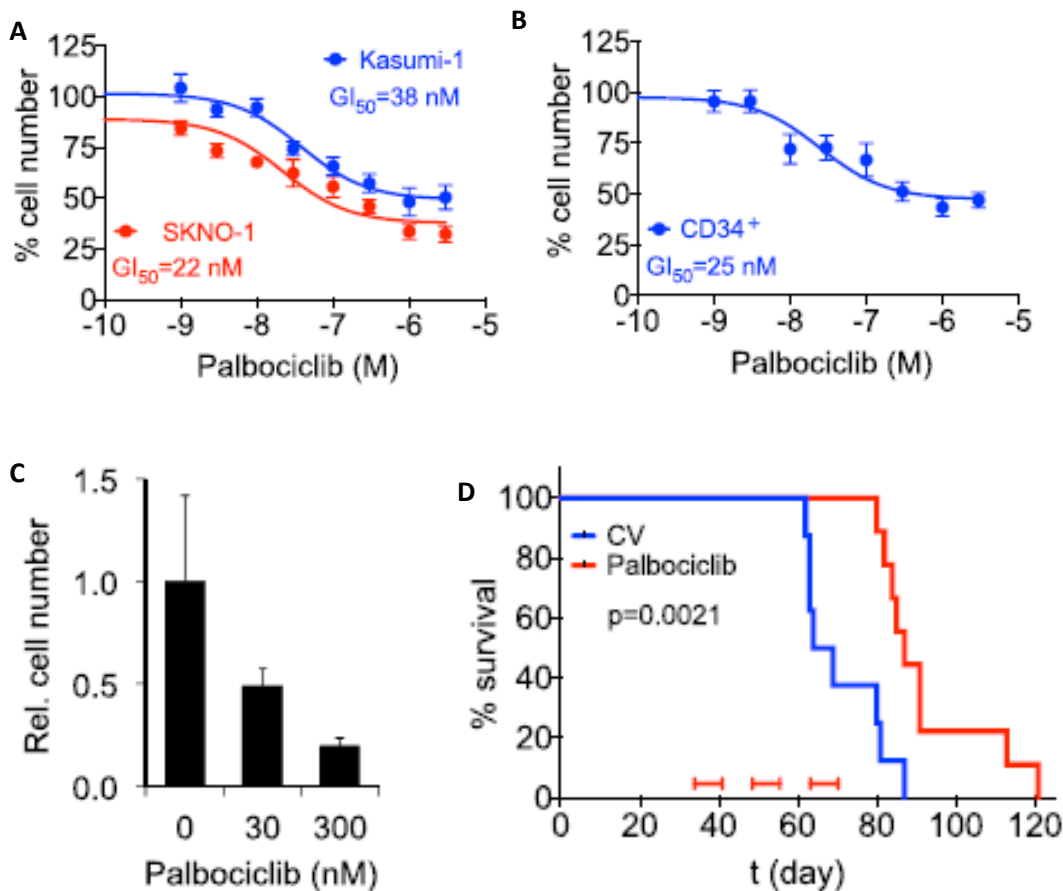 A
125
100
75
50
25
0
% cell number
Kasumi-1
GI50=38 nM
SKNO-1
GI50=22 nM
-10 -9 -8 -7 -6 -5
Palbociclib (M)
B
125
100
75
50
25
0
% cell number
CD34+
GI50=25 nM
-10 -9 -8 -7 -6 -5
Palbociclib (M)
C
1.5
1.0
0.5
0.0
Rel. cell number
0 30 300
Palbociclib (nM)
D
100
80
60
40
20
0
% survival
CV
Palbociclib
p=0.0021
0 20 40 60 80 100 120
t (day)